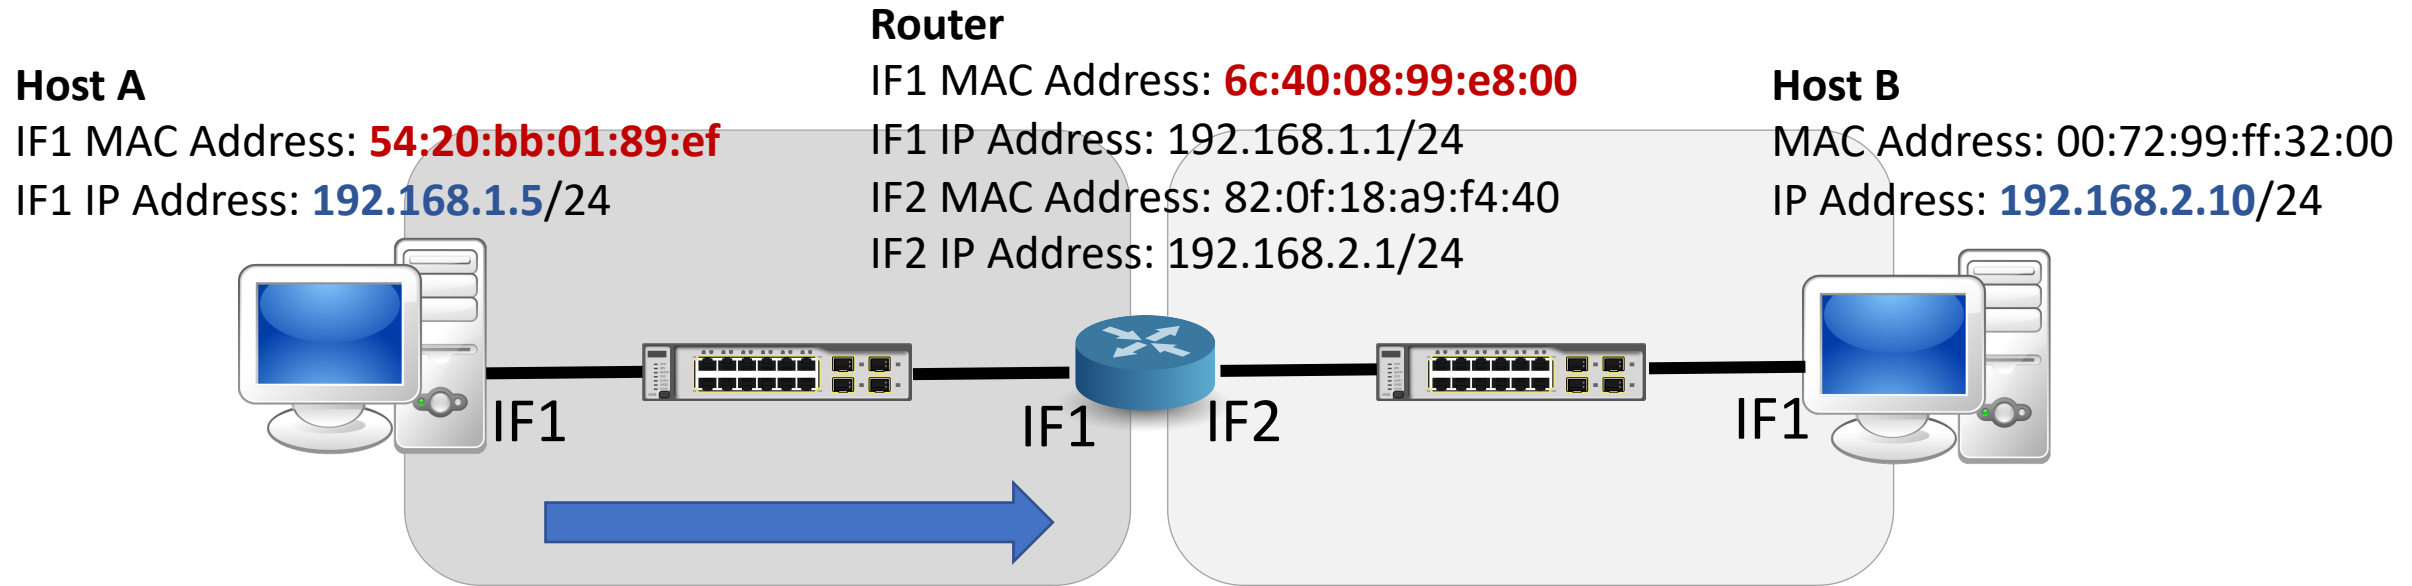 Router
IF1 MAC Address: 6c:40:08:99:e8:00
IF1 IP Address: 192.168.1.1/24
IF2 MAC Address: 82:0f:18:a9:f4:40
IF2 IP Address: 192.168.2.1/24
Host A
IF1 MAC Address: 54:20:bb:01:89:ef
IF1 IP Address: 192.168.1.5/24
Host B
MAC Address: 00:72:99:ff:32:00
IP Address: 192.168.2.10/24
IF1
IF1
IF2
IF1